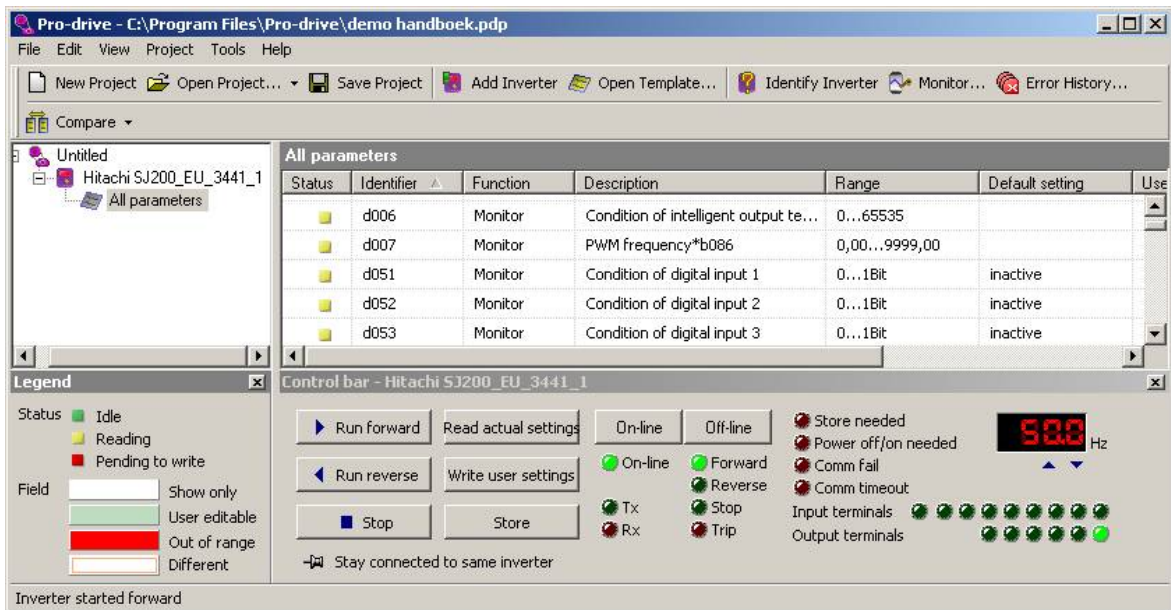 Pro-drive - C:\Program Files\Pro-drive\demo handboek.pdp
File Edit View Project Tools Help
New Project Open Project... Save Project Add Inverter Open Template... Identify Inverter Monitor... Error History...
Compare
Untitled
Hitachi SJ200_EU_3441_1
All parameters
All parameters
Status Identifier Function Description Range Default setting Use
d006 Monitor Condition of intelligent output te... 0...65535
d007 Monitor PWM frequency*b086 0,00...9999,00
d051 Monitor Condition of digital input 1 0...1Bit inactive
d052 Monitor Condition of digital input 2 0...1Bit inactive
d053 Monitor Condition of digital input 3 0...1Bit inactive
Legend
Status Idle
Reading
Pending to write
Field Show only
User editable
Out of range
Different
Control bar - Hitachi SJ200_EU_3441_1
Run forward Read actual settings On-line Off-line
Run reverse Write user settings On-line Forward
Reverse
Stop Store Tx Stop
Rx Trip
Stay connected to same inverter
Store needed
Power off/on needed
Comm fail
Comm timeout
50.0 Hz
Input terminals
Output terminals
Inverter started forward